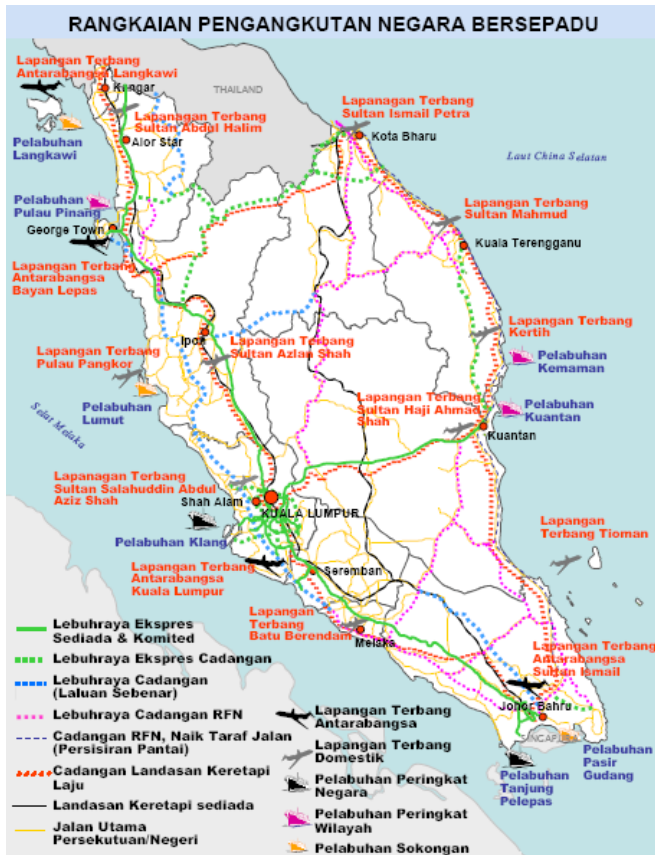 RANGKAIAN PENGANGKUTAN NEGARA BERSEPADU
Lapangan Terbang
Antarabangsa Langkawi
Kangar
THAILAND
Lapanagan Terbang
Sultan Abdul Halim
Alor Star
Pelabuhan
Langkawi
Lapanagan Terbang
Sultan Ismail Petra
Kota Bharu
Laut China Selatan
Pelabuhan
Pulau Pinang
George Town
Lapangan Terbang
Sultan Mahmud
Kuala Terengganu
Lapangan Terbang
Antarabangsa
Bayan Lepas
Ipoh
Lapangan Terbang
Sultan Azlan Shah
Lapangan Terbang
Kertih
Pelabuhan
Kemaman
Lapangan Terbang
Pulau Pangkor
Pelabuhan
Lumut
Selat Melaka
Lapangan Terbang
Sultan Haji Ahmad
Shah
Pelabuhan
Kuantan
Kuantan
Lapanagan Terbang
Sultan Salahuddin Abdul
Aziz Shah
Shah Alam
KUALA LUMPUR
Pelabuhan Klang
Lapangan Terbang
Antarabangsa
Kuala Lumpur
Seremban
Lapangan
Terbang Tioman
Lapangan
Terbang
Batu Berendam
Melaka
Lapangan Terbang
Antarabangsa
Sultan Ismail
Johor Bahru
SINGAPURA
Pelabuhan
Pasir
Gudang
Pelabuhan
Tanjung
Pelepas
Lebuhraya Ekspres
Sediada & Komited
Lebuhraya Ekspres Cadangan
Lebuhraya Cadangan
(Laluan Sebenar)
Lebuhraya Cadangan RFN
Cadangan RFN, Naik Taraf Jalan
(Persisiran Pantai)
Cadangan Landasan Keretapi
Laju
Landasan Keretapi sediada
Jalan Utama
Persekutuan/Negeri
Lapangan Terbang
Antarabangsa
Lapangan Terbang
Domestik
Pelabuhan Peringkat
Negara
Pelabuhan Peringkat
Wilayah
Pelabuhan Sokongan